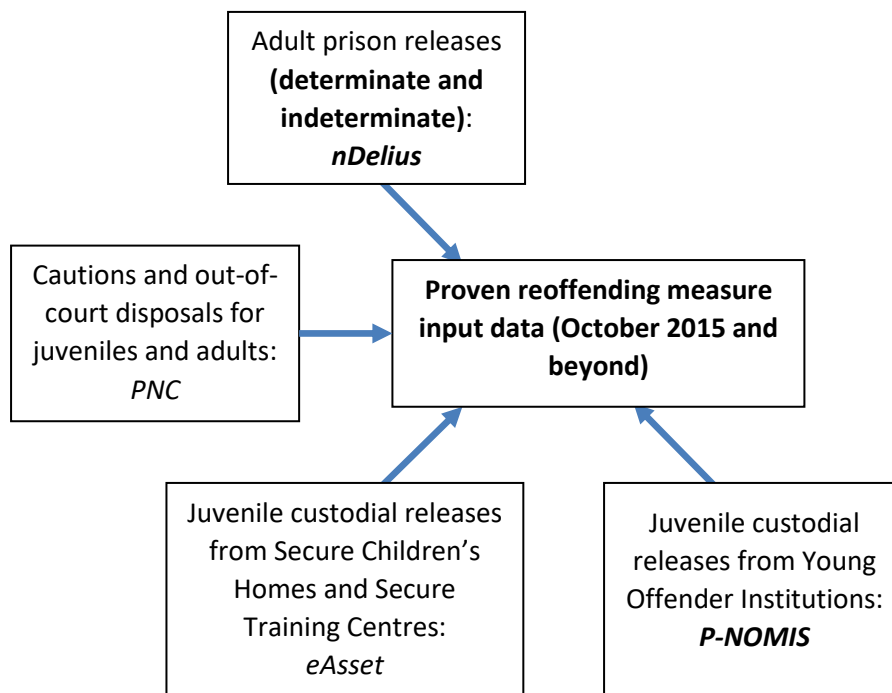 Adult prison releases
(determinate and
indeterminate):
nDelius
Cautions and out-of-
court disposals for
juveniles and adults:
PNC
Proven reoffending measure
input data (October 2015 and
beyond)
Juvenile custodial releases
from Secure Children’s
Homes and Secure
Training Centres:
eAsset
Juvenile custodial
releases from Young
Offender Institutions:
P-NOMIS